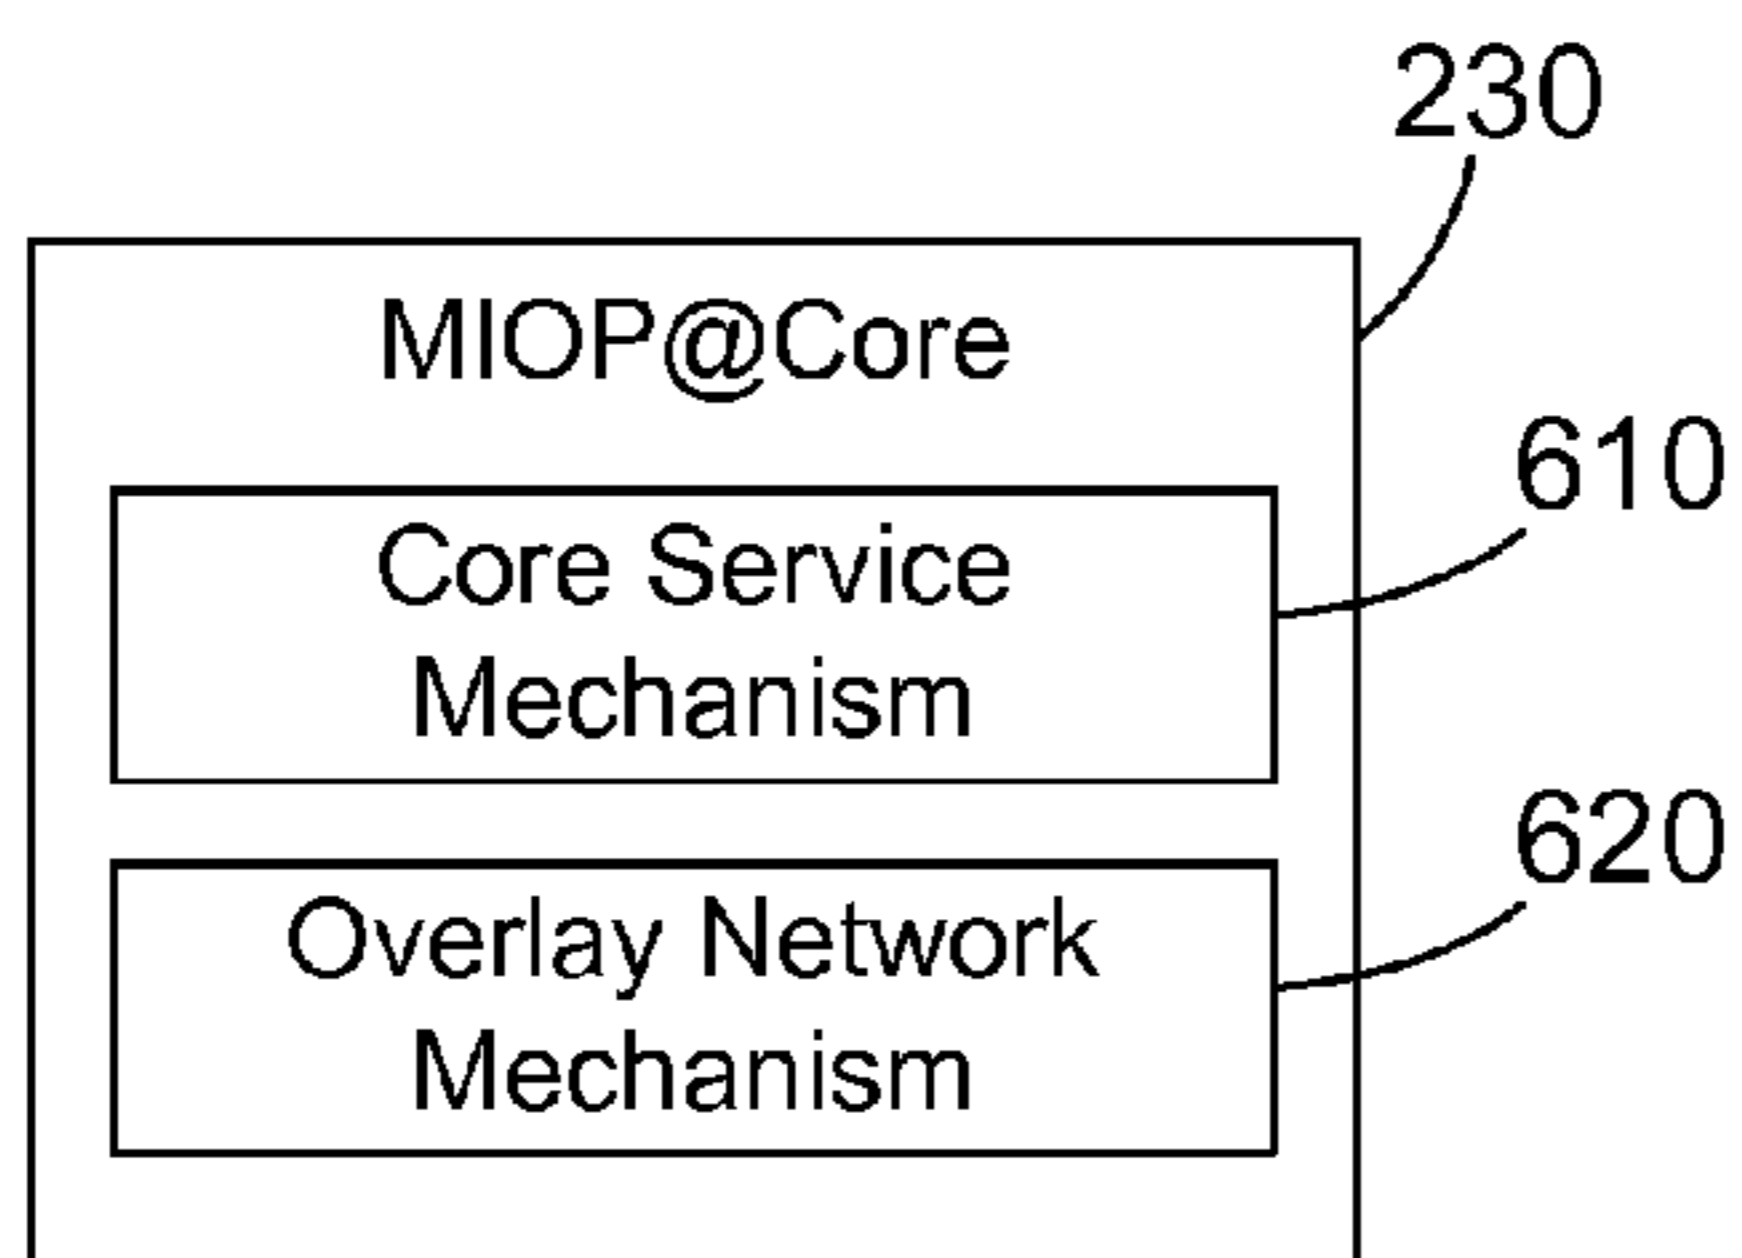 230
MIOP@Core
610
Core Service
Mechanism
620
Overlay Network
Mechanism